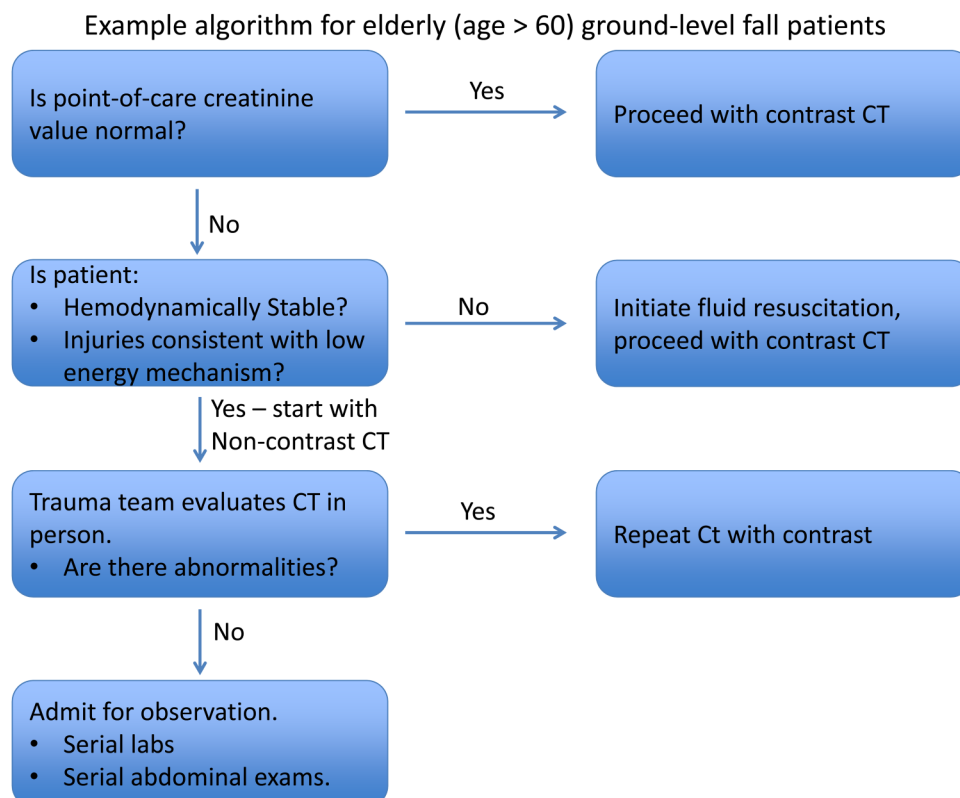 Example algorithm for elderly (age > 60) ground-level fall patients
Is point-of-care creatinine
value normal?
Yes
Proceed with contrast CT
No
Is patient:
• Hemodynamically Stable?
• Injuries consistent with low
energy mechanism?
No
Initiate fluid resuscitation,
proceed with contrast CT
Yes – start with
Non-contrast CT
Trauma team evaluates CT in
person.
• Are there abnormalities?
Yes
Repeat Ct with contrast
No
Admit for observation.
• Serial labs
• Serial abdominal exams.